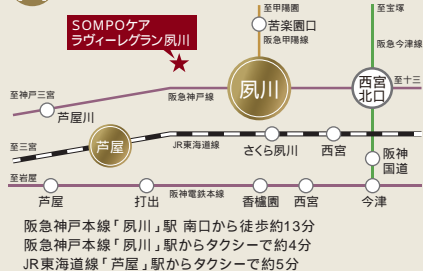 至甲陽園
至宝塚
SOMPOケア
ラヴィーレグラン夙川
苦楽園口
阪急甲陽線
阪急今津線
夙川
西宮
北口
至神戸三宮
至十三
阪急神戸線
芦屋川
至三宮
芦屋
JR東海道線
さくら夙川
西宮
阪神
国道
至岩屋
芦屋
打出
阪神電鉄本線
香櫨園
西宮
今津
阪急神戸本線「夙川」駅 南口から徒歩約13分
阪急神戸本線「夙川」駅からタクシーで約4分
JR東海道線「芦屋」駅からタクシーで約5分